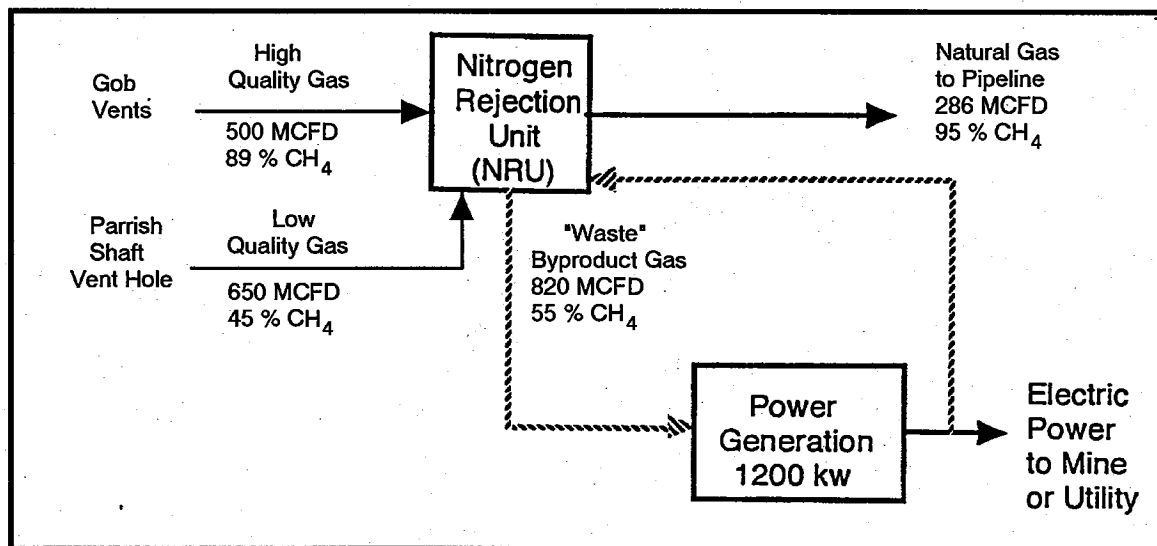 Gob
Vents
High
Quality Gas
500 MCFD
89 % CH4
Nitrogen
Rejection
Unit
(NRU)
Natural Gas
to Pipeline
286 MCFD
95 % CH4
Parrish
Shaft
Vent Hole
Low
Quality Gas
650 MCFD
45 % CH4
"Waste"
Byproduct Gas
820 MCFD
55 % CH4
Power
Generation
1200 kw
Electric
Power
to Mine
or Utility